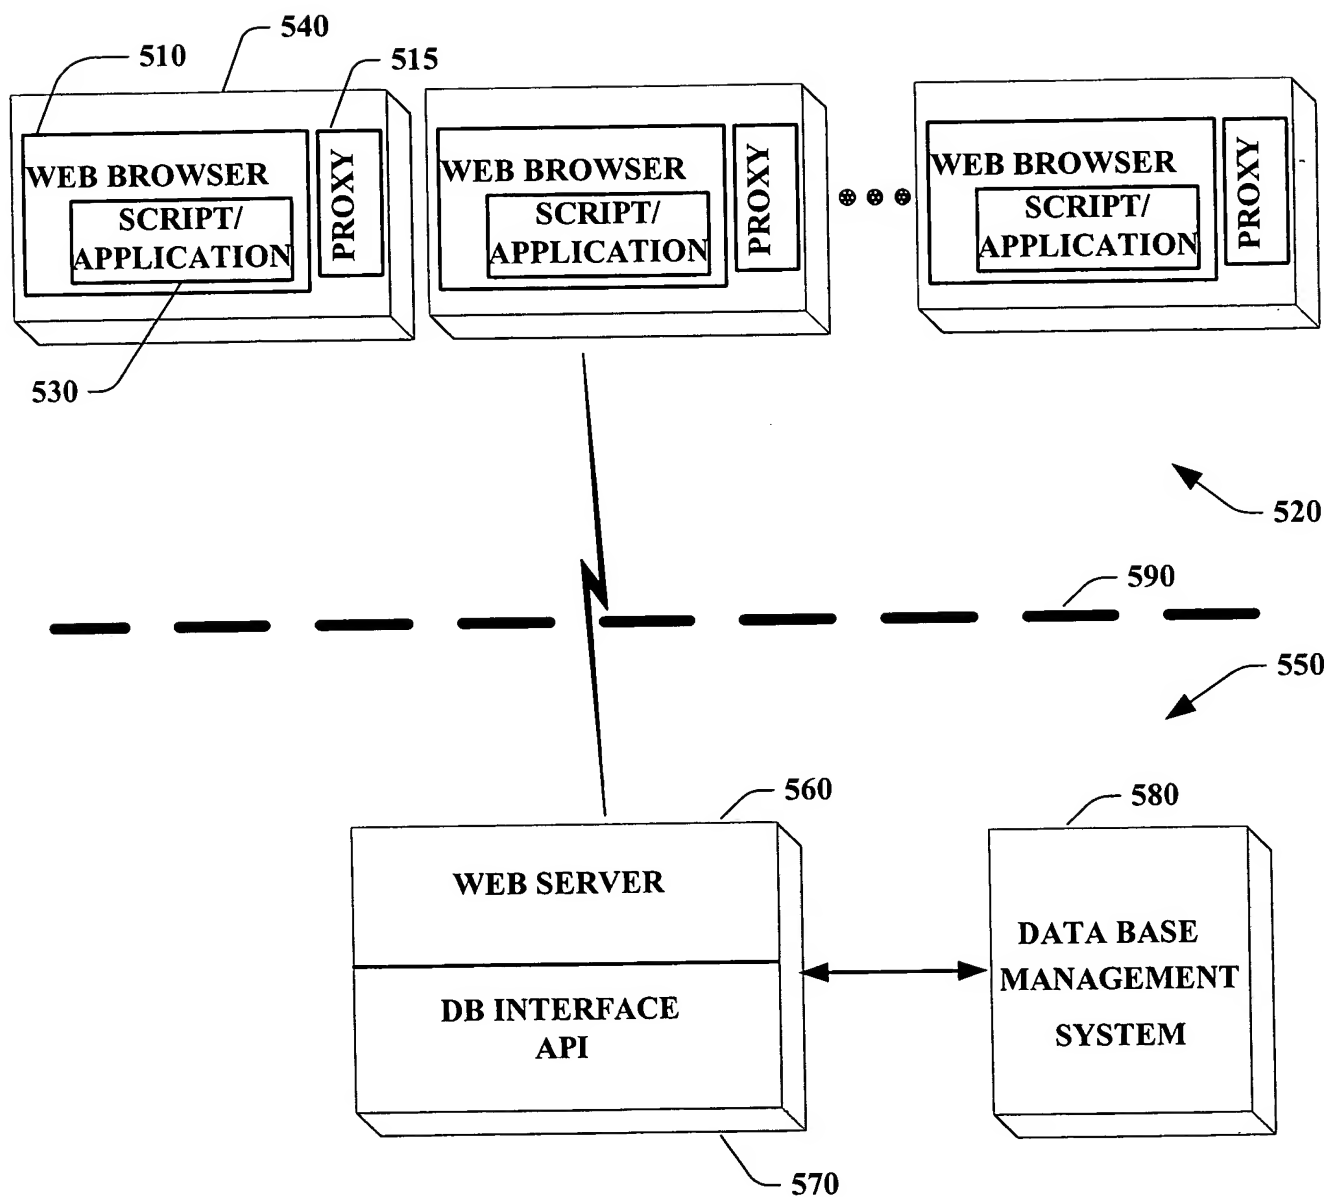 540
510
515
WEB BROWSER
SCRIPT/
APPLICATION
PROXY
WEB BROWSER
SCRIPT/
APPLICATION
PROXY
WEB BROWSER
SCRIPT/
APPLICATION
PROXY
530
520
590
550
560
580
WEB SERVER
DB INTERFACE
API
DATA BASE
MANAGEMENT
SYSTEM
570